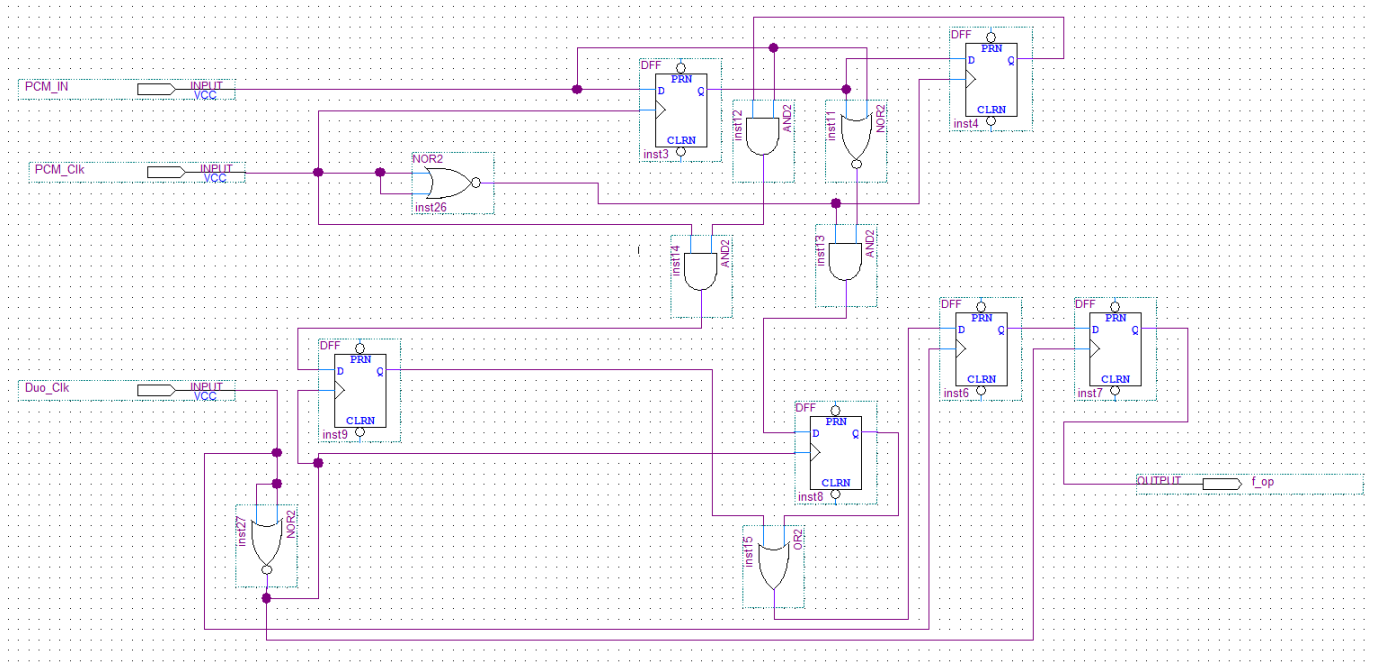 PCM_IN
INPUT
VCC
DFF
PRN
D
Q
CLRN
inst3
inst12
AND2
inst11
NOR2
DFF
PRN
D
Q
CLRN
inst4
PCM_Clk
INPUT
VCC
NOR2
inst26
inst14
AND2
inst13
AND2
Duo_Clk
INPUT
VCC
DFF
PRN
D
Q
CLRN
inst9
DFF
PRN
D
Q
CLRN
inst6
DFF
PRN
D
Q
CLRN
inst7
DFF
PRN
D
Q
CLRN
inst8
OUTPUT
f_op
inst27
NOR2
inst15
OR2